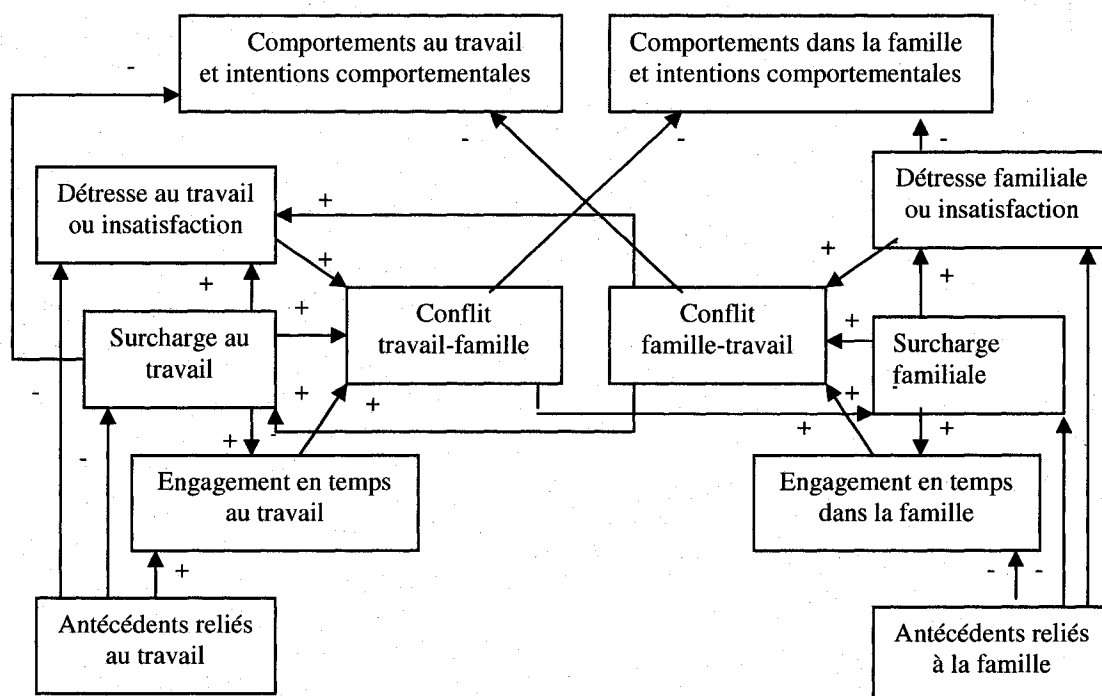 Comportements au travail
et intentions comportementales
Comportements dans la famille
et intentions comportementales
-
-
-
-
Détresse au travail
ou insatisfaction
Détresse familiale
ou insatisfaction
+
+
+
+
+
+
+
Surcharge au
travail
Conflit
travail-famille
Conflit
famille-travail
Surcharge
familiale
-
-
+
+
+
-
-
+
+
+
Engagement en temps
au travail
Engagement en temps
dans la famille
+
-
-
Antécédents reliés
au travail
Antécédents reliés
à la famille